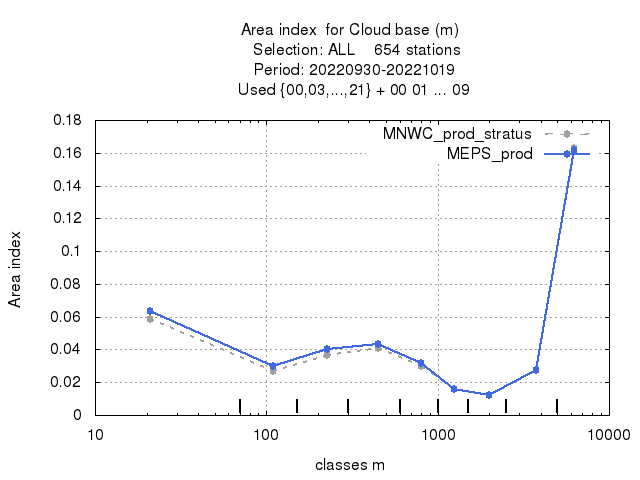 Area index  for Cloud base (m)
Selection: ALL    654 stations
Period: 20220930-20221019
Used {00,03,...,21} + 00 01 ... 09
MNWC_prod_stratus
MEPS_prod
0.18
0.16
0.14
0.12
0.1
0.08
0.06
0.04
0.02
0
Area index
10 100 1000 10000
classes m